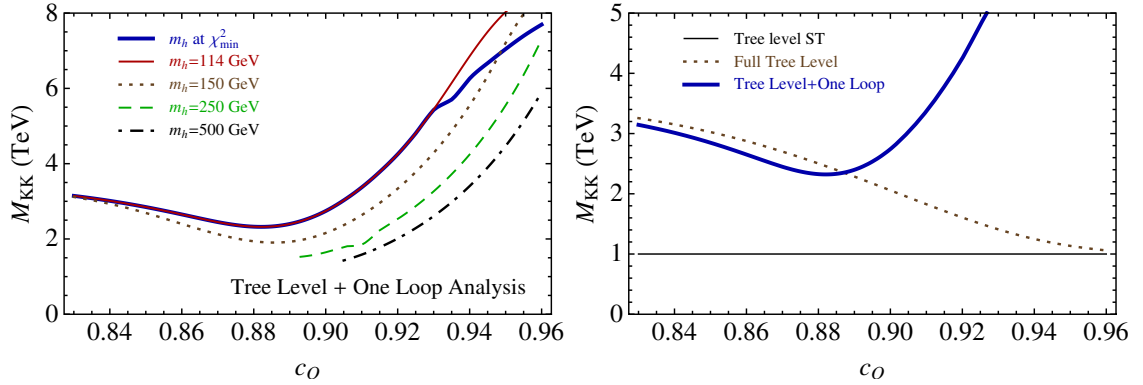 8
6
4
2
0
M_KK (TeV)
m_h at χ²_min
m_h=114 GeV
m_h=150 GeV
m_h=250 GeV
m_h=500 GeV
Tree Level + One Loop Analysis
0.84 0.86 0.88 0.90 0.92 0.94 0.96
c_Q
5
4
3
2
1
0
M_KK (TeV)
Tree level ST
Full Tree Level
Tree Level+One Loop
0.84 0.86 0.88 0.90 0.92 0.94 0.96
c_Q